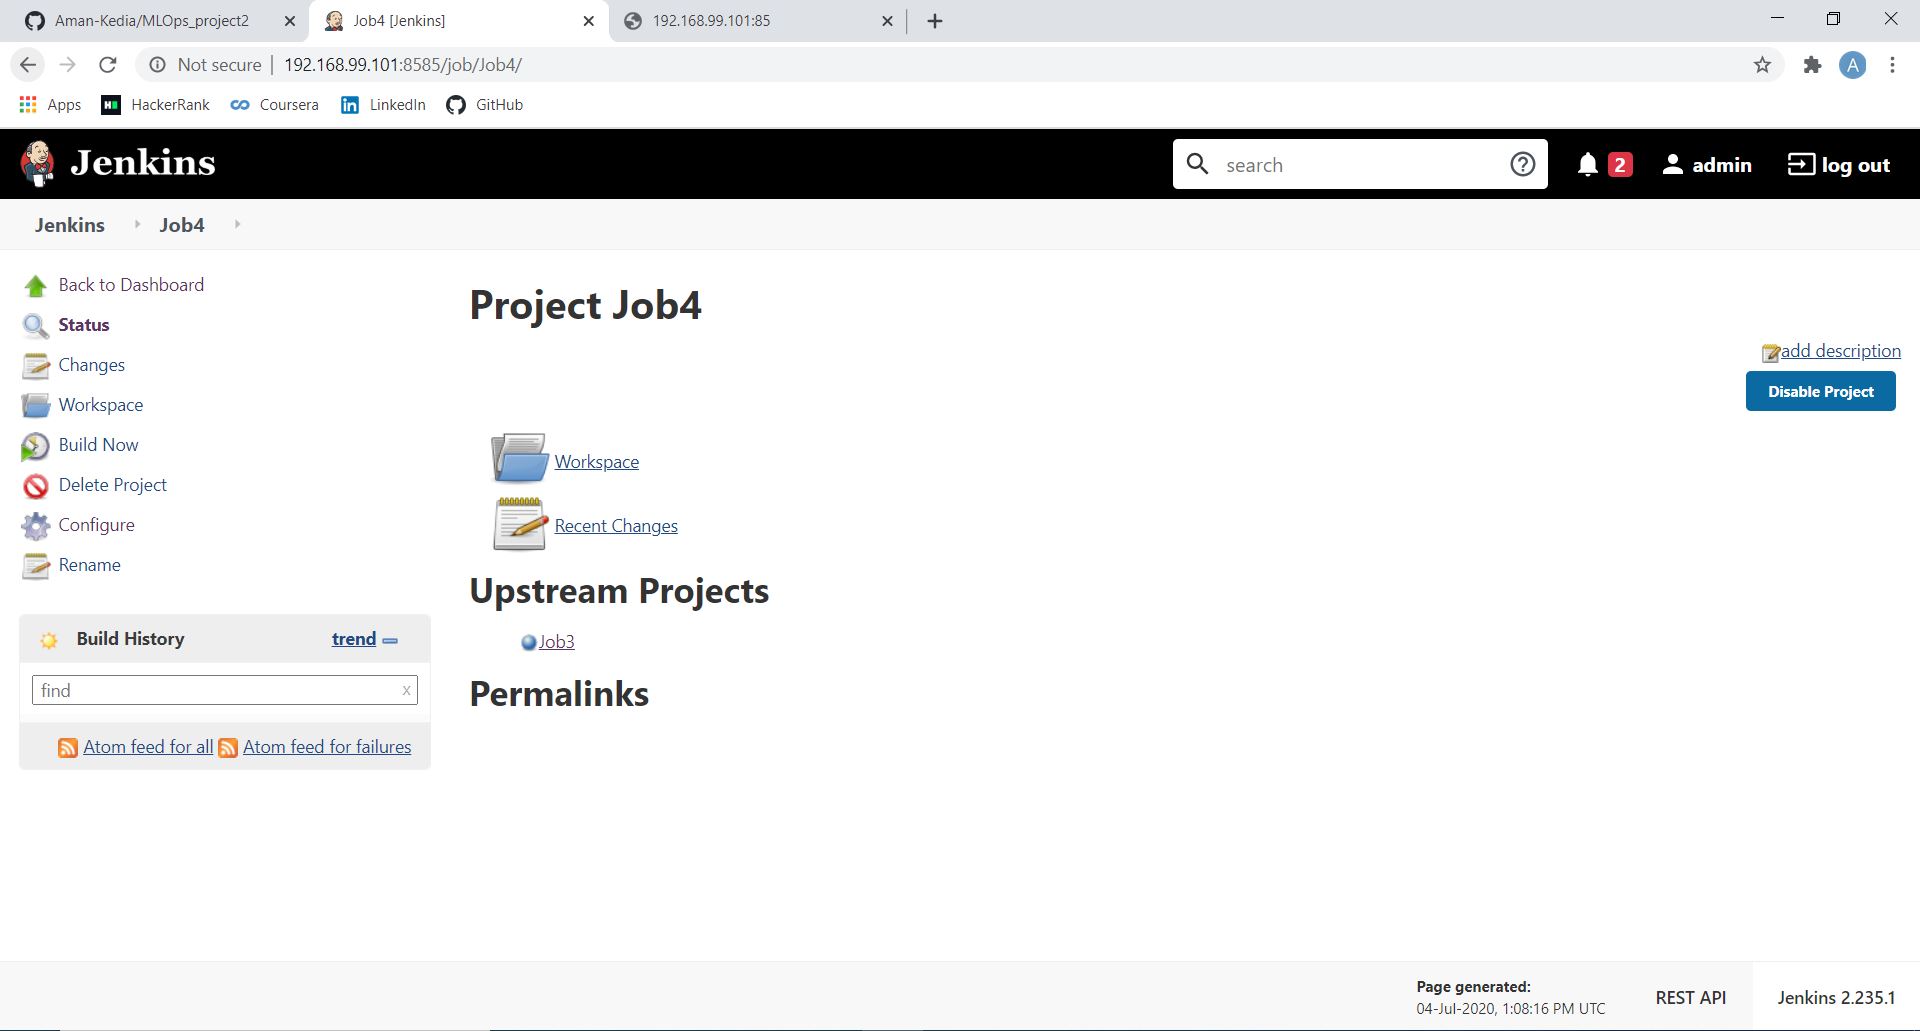 Aman-Kedia/MLOps_project2
Job4 [Jenkins]
192.168.99.101:85
Not secure | 192.168.99.101:8585/job/Job4/
A
Apps
HackerRank
Coursera
LinkedIn
GitHub
Jenkins
search
2
admin
log out
Jenkins
Job4
Back to Dashboard
Status
Changes
Workspace
Build Now
Delete Project
Configure
Rename
Build History
trend
find
x
Atom feed for all
Atom feed for failures
Project Job4
add description
Disable Project
Workspace
Recent Changes
Upstream Projects
Job3
Permalinks
Page generated:
04-Jul-2020, 1:08:16 PM UTC
REST API
Jenkins 2.235.1